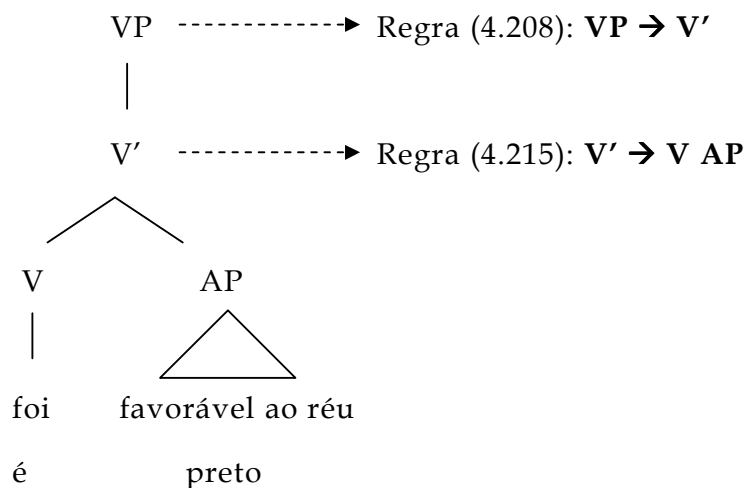 VP Regra (4.208): VP → V’
V’ Regra (4.215): V’ → V AP
V AP
foi favorável ao réu
é preto